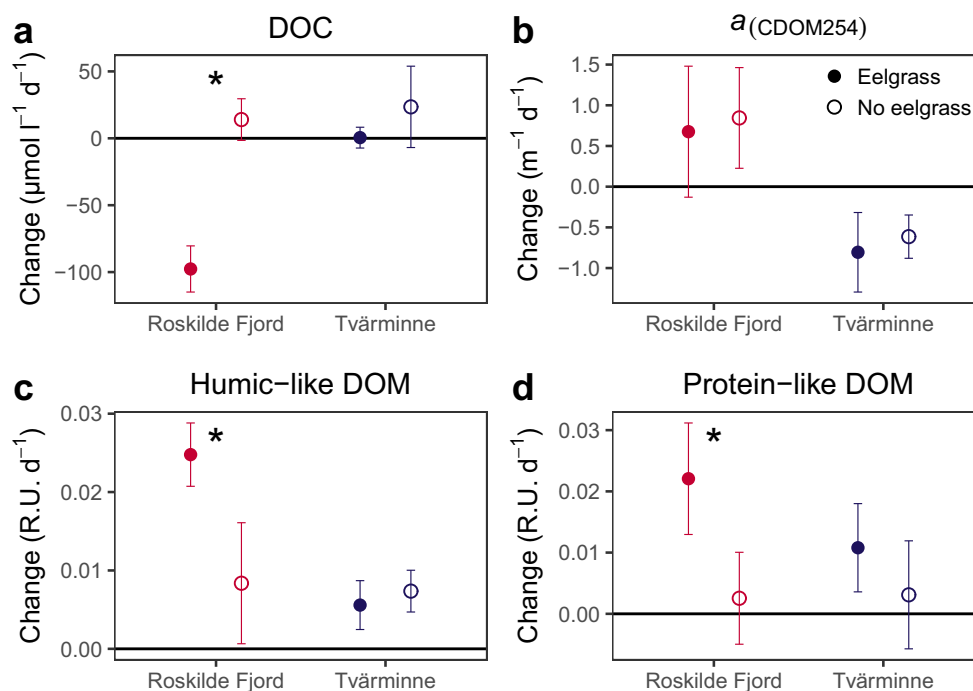 a
DOC
Change (µmol l⁻¹ d⁻¹)
50
0
−50
−100
*
Roskilde Fjord
Tvärminne
b
a(CDOM254)
Change (m⁻¹ d⁻¹)
1.5
1.0
0.5
0.0
−0.5
−1.0
Eelgrass
No eelgrass
Roskilde Fjord
Tvärminne
c
Humic−like DOM
Change (R.U. d⁻¹)
0.03
0.02
0.01
0.00
*
Roskilde Fjord
Tvärminne
d
Protein−like DOM
Change (R.U. d⁻¹)
0.03
0.02
0.01
0.00
*
Roskilde Fjord
Tvärminne